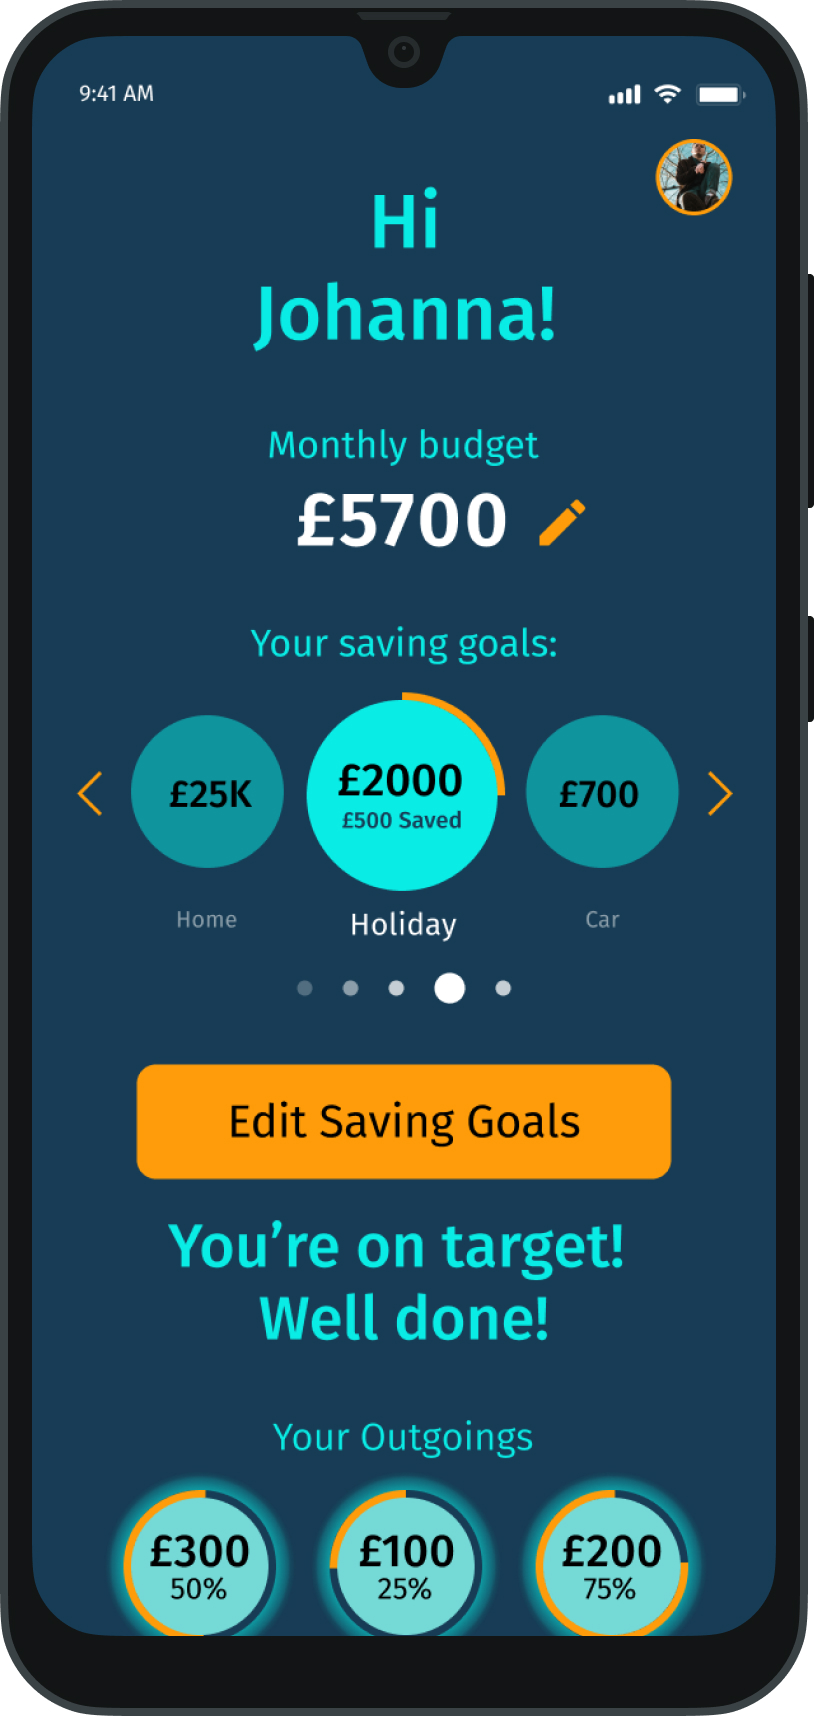 9:41 AM
Hi
Johanna!
Monthly budget
£5700
Your saving goals:
£25K
£2000
£500 Saved
£700
Home
Holiday
Car
Edit Saving Goals
You’re on target!
Well done!
Your Outgoings
£300
50%
£100
25%
£200
75%